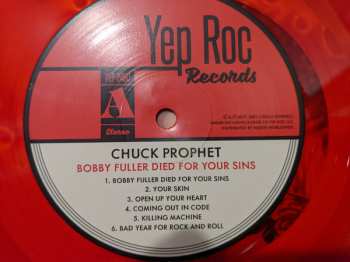 Yep Roc
Records
A
Stereo
CHUCK PROPHET
BOBBY FULLER DIED FOR YOUR SINS
1. BOBBY FULLER DIED FOR YOUR SINS
2. YOUR SKIN
3. OPEN UP YOUR HEART
4. COMING OUT IN CODE
5. KILLING MACHINE
6. BAD YEAR FOR ROCK AND ROLL